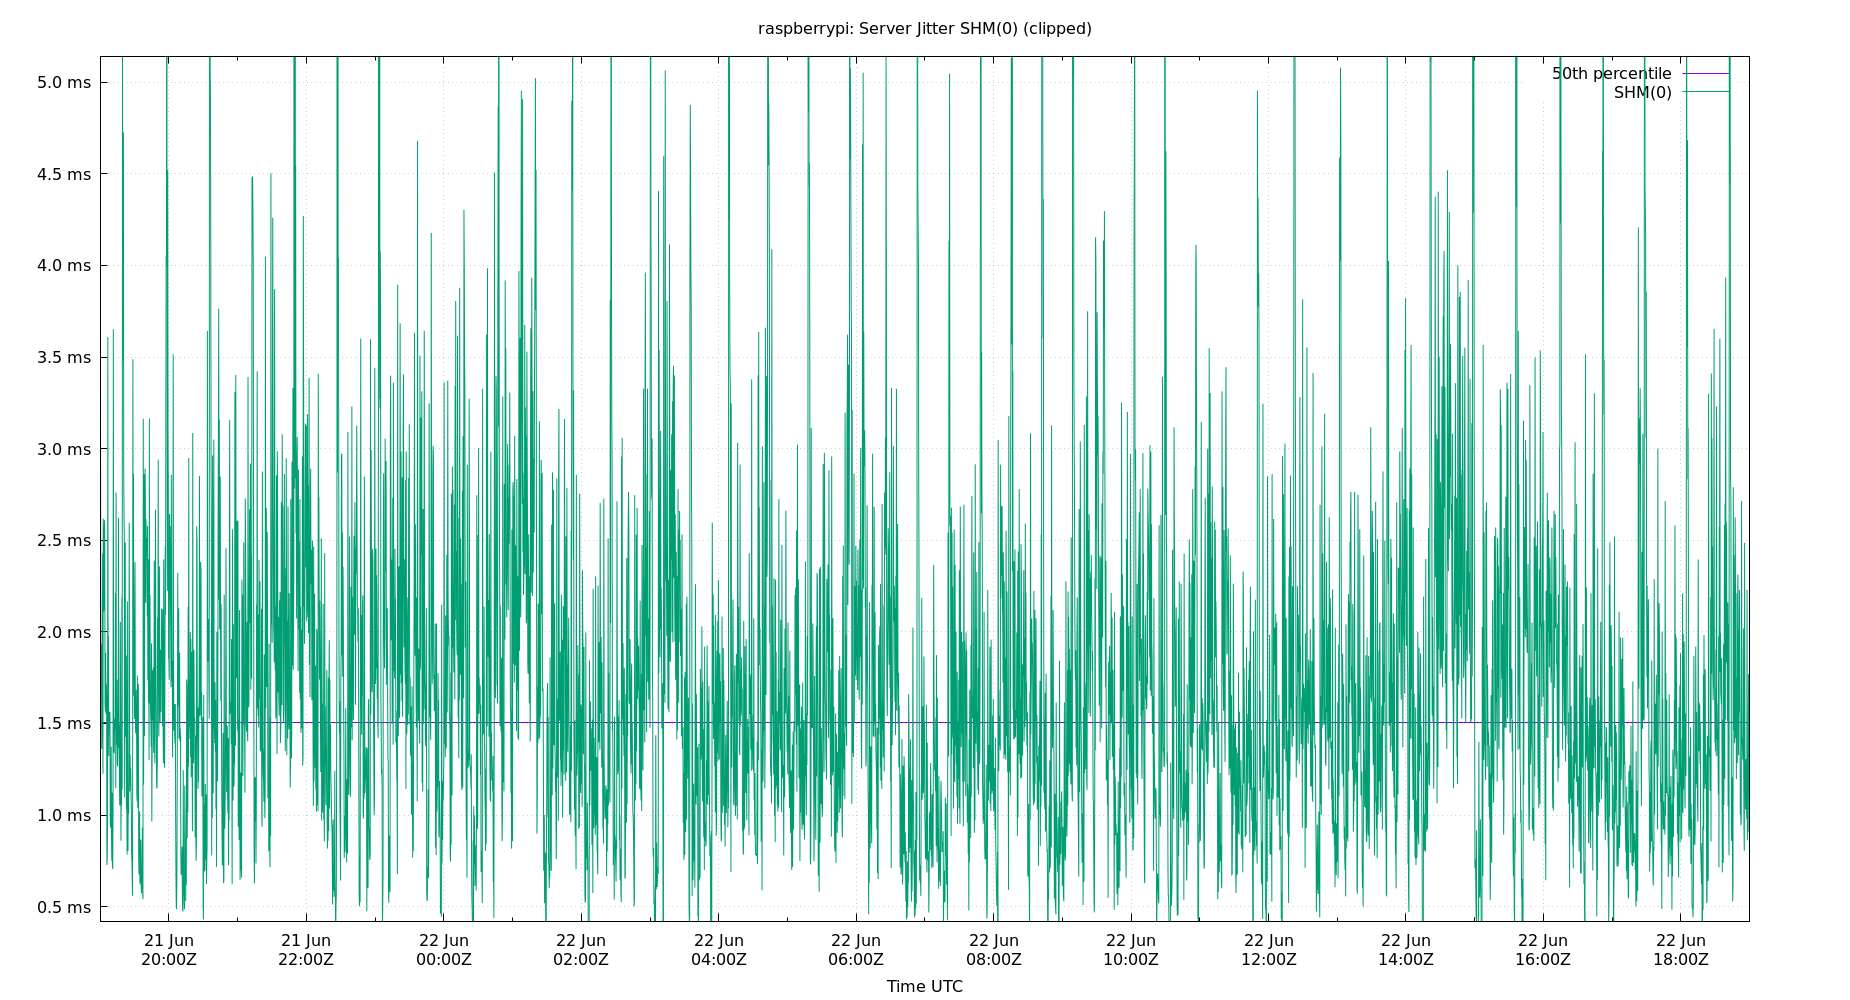 raspberrypi: Server Jitter SHM(0) (clipped)
50th percentile
SHM(0)
5.0 ms
4.5 ms
4.0 ms
3.5 ms
3.0 ms
2.5 ms
2.0 ms
1.5 ms
1.0 ms
0.5 ms
21 Jun 21 Jun 22 Jun 22 Jun 22 Jun 22 Jun 22 Jun 22 Jun 22 Jun 22 Jun 22 Jun 22 Jun
20:00Z 22:00Z 00:00Z 02:00Z 04:00Z 06:00Z 08:00Z 10:00Z 12:00Z 14:00Z 16:00Z 18:00Z
Time UTC